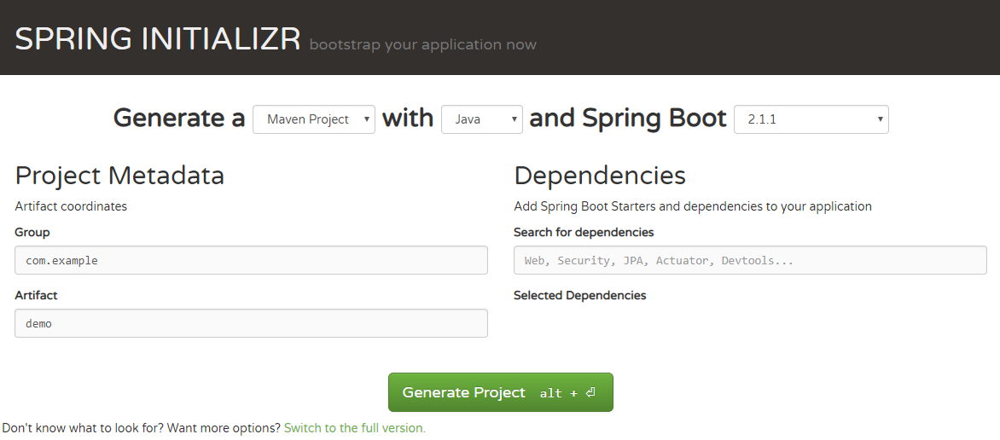 SPRING INITIALIZR bootstrap your application now
Generate a Maven Project with Java and Spring Boot 2.1.1
Project Metadata
Artifact coordinates
Group
com.example
Artifact
demo
Dependencies
Add Spring Boot Starters and dependencies to your application
Search for dependencies
Web, Security, JPA, Actuator, Devtools...
Selected Dependencies
Generate Project alt + ⏎
Don't know what to look for? Want more options? Switch to the full version.